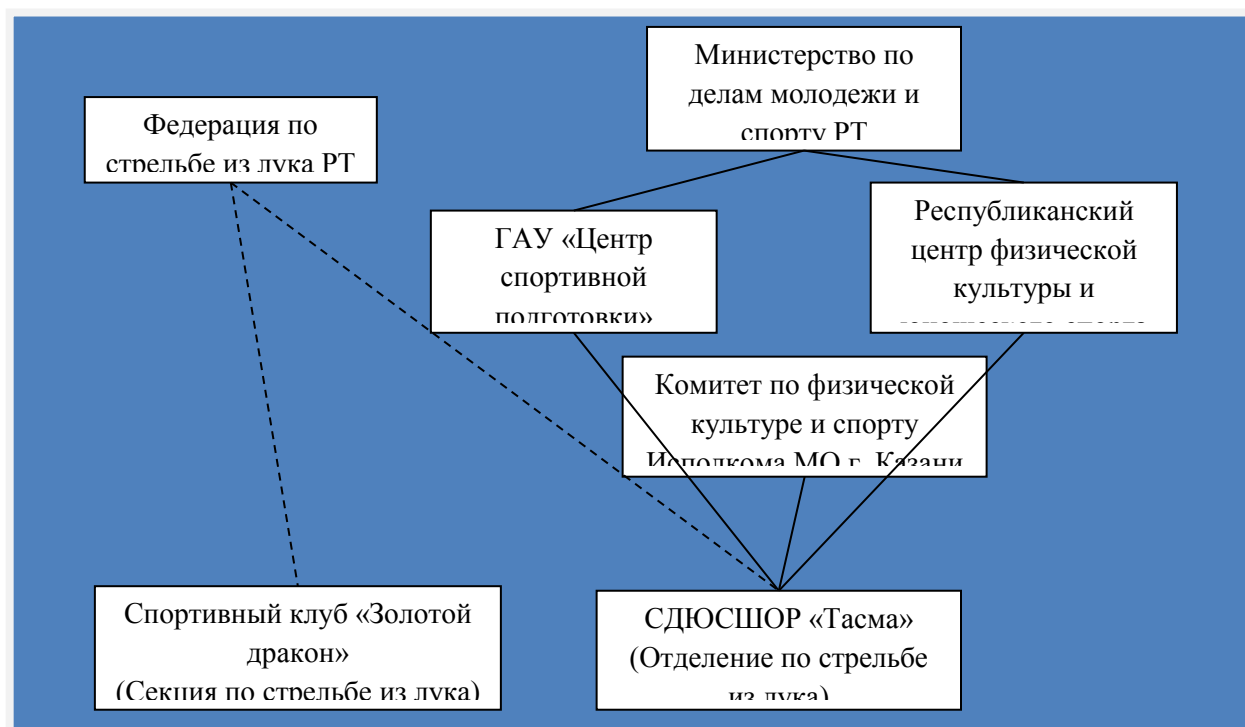 Министерство по
делам молодежи и
спорту РТ
Федерация по
стрельбе из лука РТ
Республиканский
центр физической
культуры и
юношеского спорта
ГАУ «Центр
спортивной
подготовки»
Комитет по физической
культуре и спорту
Исполкома МО г. Казани
Спортивный клуб «Золотой
дракон»
(Секция по стрельбе из лука)
СДЮСШОР «Тасма»
(Отделение по стрельбе
из лука)